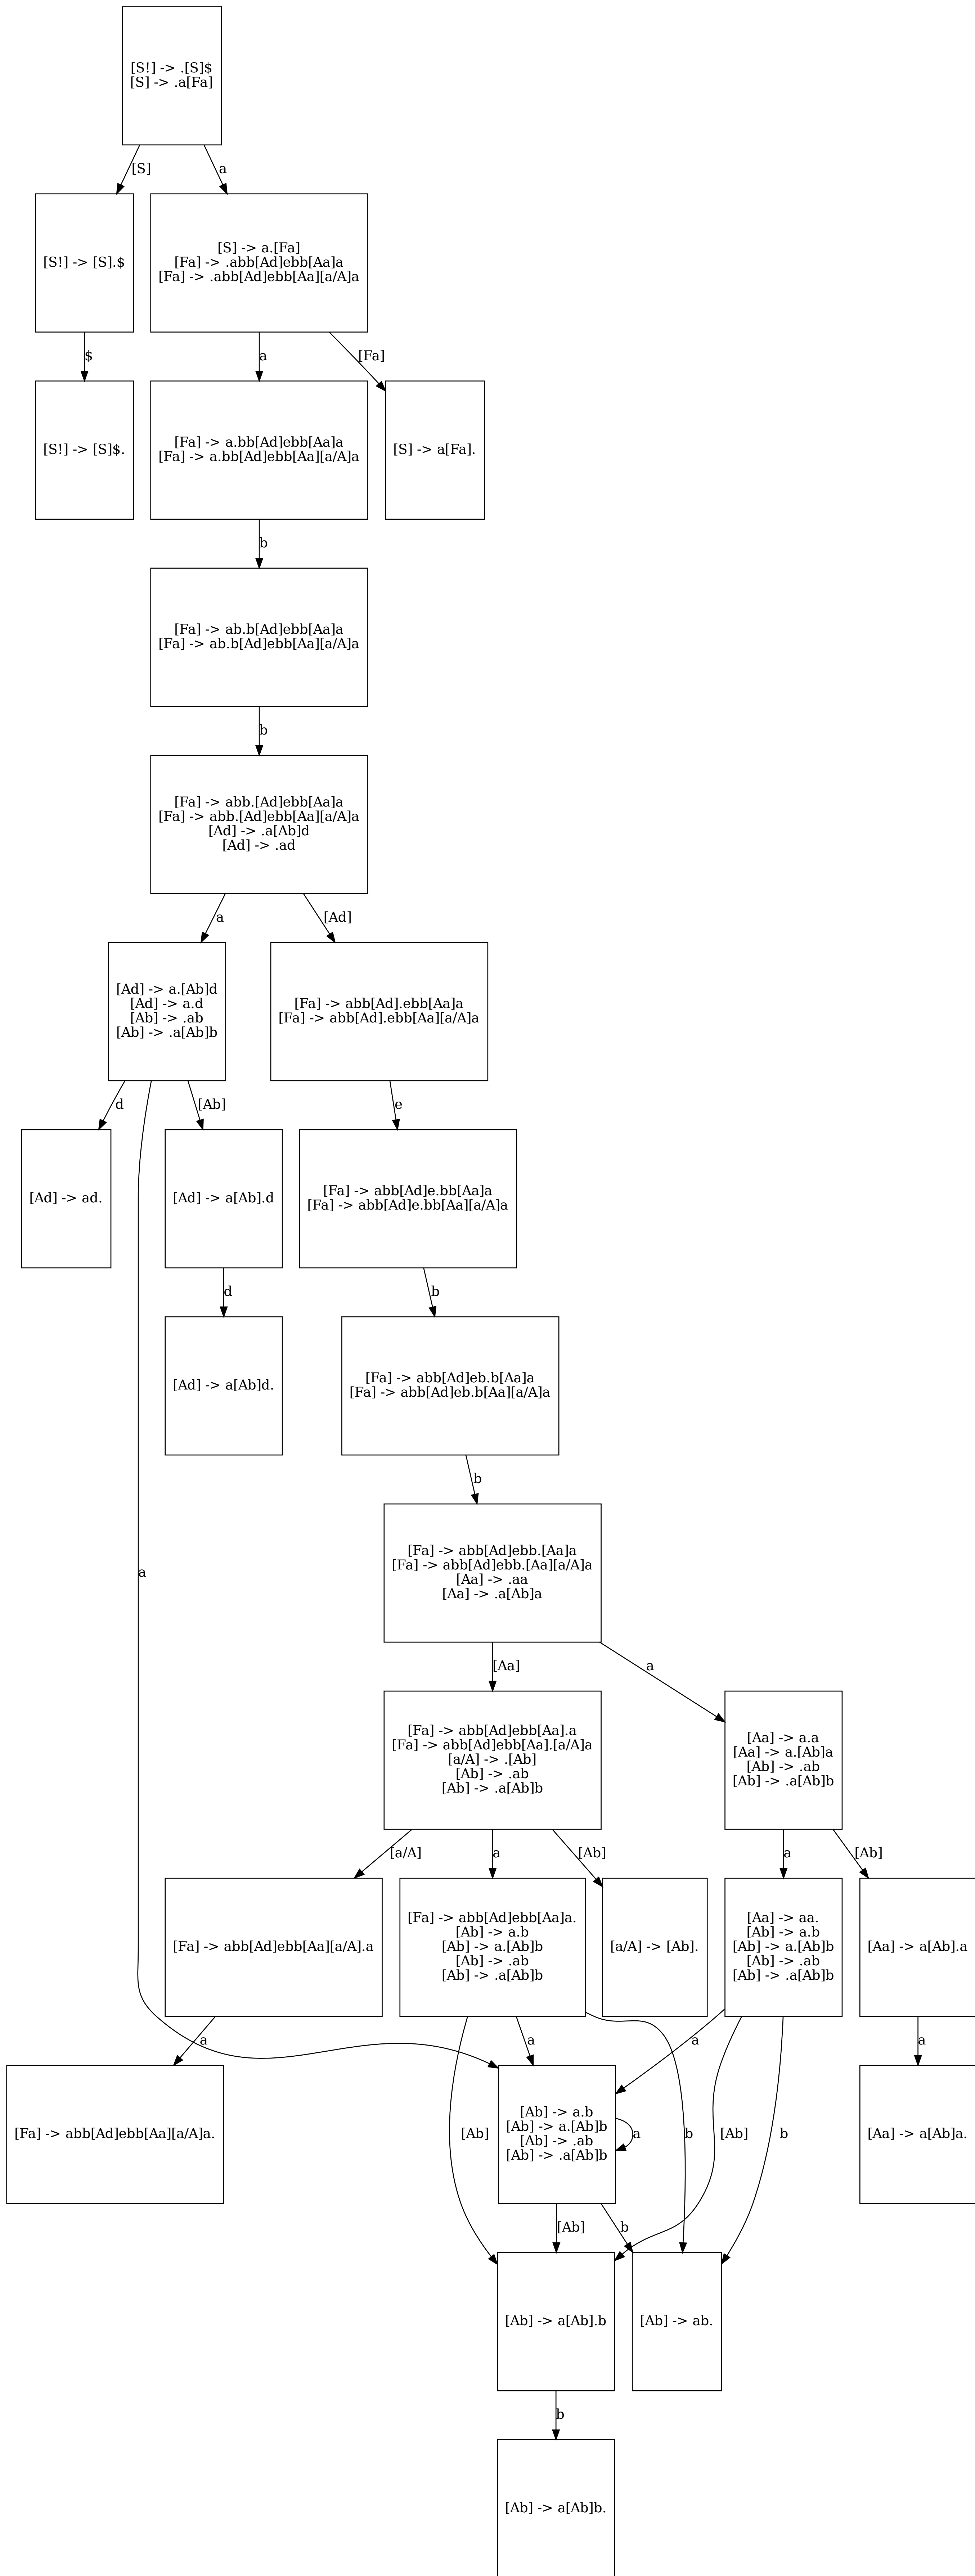 [S!] -> .[S]$
[S] -> .a[Fa]
[S]
a
[S!] -> [S].$
[S] -> a.[Fa]
[Fa] -> .abb[Ad]ebb[Aa]a
[Fa] -> .abb[Ad]ebb[Aa][a/A]a
$
a
[Fa]
[S!] -> [S]$.
[Fa] -> a.bb[Ad]ebb[Aa]a
[Fa] -> a.bb[Ad]ebb[Aa][a/A]a
[S] -> a[Fa].
b
[Fa] -> ab.b[Ad]ebb[Aa]a
[Fa] -> ab.b[Ad]ebb[Aa][a/A]a
b
[Fa] -> abb.[Ad]ebb[Aa]a
[Fa] -> abb.[Ad]ebb[Aa][a/A]a
[Ad] -> .a[Ab]d
[Ad] -> .ad
a
[Ad]
[Ad] -> a.[Ab]d
[Ad] -> a.d
[Ab] -> .ab
[Ab] -> .a[Ab]b
[Fa] -> abb[Ad].ebb[Aa]a
[Fa] -> abb[Ad].ebb[Aa][a/A]a
d
[Ab]
e
[Ad] -> ad.
[Ad] -> a[Ab].d
[Fa] -> abb[Ad]e.bb[Aa]a
[Fa] -> abb[Ad]e.bb[Aa][a/A]a
d
b
[Ad] -> a[Ab]d.
[Fa] -> abb[Ad]eb.b[Aa]a
[Fa] -> abb[Ad]eb.b[Aa][a/A]a
b
a
[Fa] -> abb[Ad]ebb.[Aa]a
[Fa] -> abb[Ad]ebb.[Aa][a/A]a
[Aa] -> .aa
[Aa] -> .a[Ab]a
[Aa]
a
[Fa] -> abb[Ad]ebb[Aa].a
[Fa] -> abb[Ad]ebb[Aa].[a/A]a
[a/A] -> .[Ab]
[Ab] -> .ab
[Ab] -> .a[Ab]b
[Aa] -> a.a
[Aa] -> a.[Ab]a
[Ab] -> .ab
[Ab] -> .a[Ab]b
[a/A]
a
[Ab]
a
[Ab]
[Fa] -> abb[Ad]ebb[Aa][a/A].a
[Fa] -> abb[Ad]ebb[Aa]a.
[Ab] -> a.b
[Ab] -> a.[Ab]b
[Ab] -> .ab
[Ab] -> .a[Ab]b
[a/A] -> [Ab].
[Aa] -> aa.
[Ab] -> a.b
[Ab] -> a.[Ab]b
[Ab] -> .ab
[Ab] -> .a[Ab]b
[Aa] -> a[Ab].a
a
a
a
a
[Fa] -> abb[Ad]ebb[Aa][a/A]a.
[Ab]
[Ab] -> a.b
[Ab] -> a.[Ab]b
[Ab] -> .ab
[Ab] -> .a[Ab]b
a
b
[Ab]
b
[Aa] -> a[Ab]a.
[Ab]
b
[Ab] -> a[Ab].b
[Ab] -> ab.
b
[Ab] -> a[Ab]b.